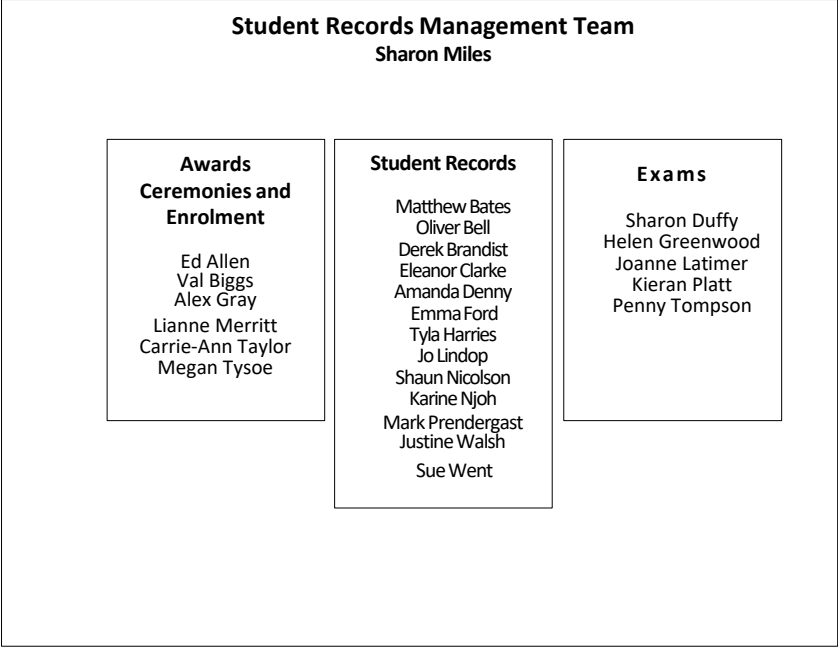 Student Records Management Team
Sharon Miles
Awards
Ceremonies and
Enrolment
Ed Allen
Val Biggs
Alex Gray
Lianne Merritt
Carrie-Ann Taylor
Megan Tysoe
Student Records
Matthew Bates
Oliver Bell
Derek Brandist
Eleanor Clarke
Amanda Denny
Emma Ford
Tyla Harries
Jo Lindop
Shaun Nicolson
Karine Njoh
Mark Prendergast
Justine Walsh
Sue Went
Exams
Sharon Duffy
Helen Greenwood
Joanne Latimer
Kieran Platt
Penny Tompson